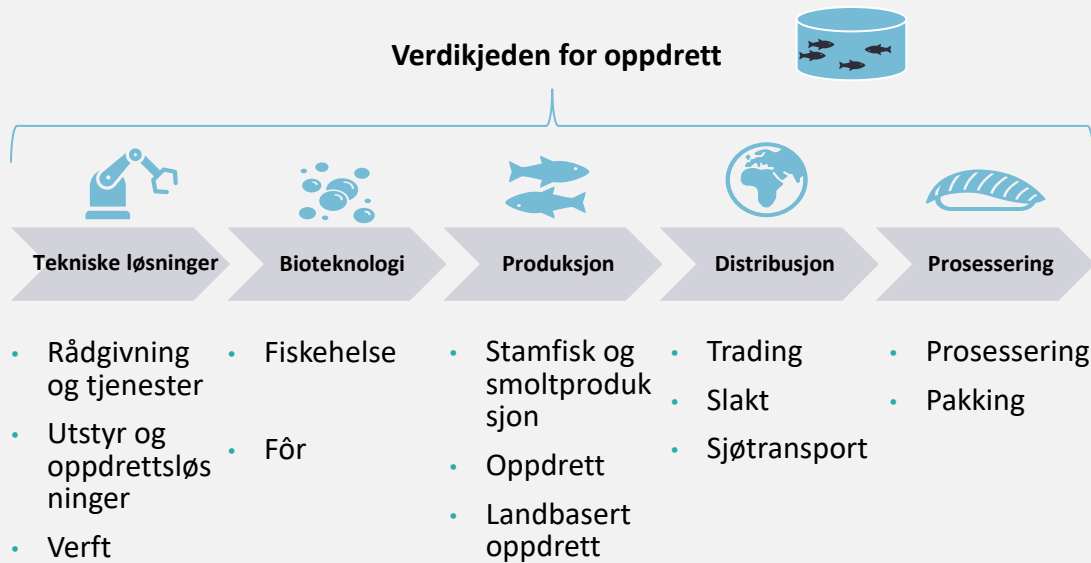 Verdikjeden for oppdrett
Tekniske løsninger
Bioteknologi
Produksjon
Distribusjon
Prosessering
• Rådgivning
og tjenester
• Utstyr og
oppdrettsløs
ninger
• Verft
• Fiskehelse
• Fôr
• Stamfisk og
smoltproduk
sjon
• Oppdrett
• Landbasert
oppdrett
• Trading
• Slakt
• Sjøtransport
• Prosessering
• Pakking